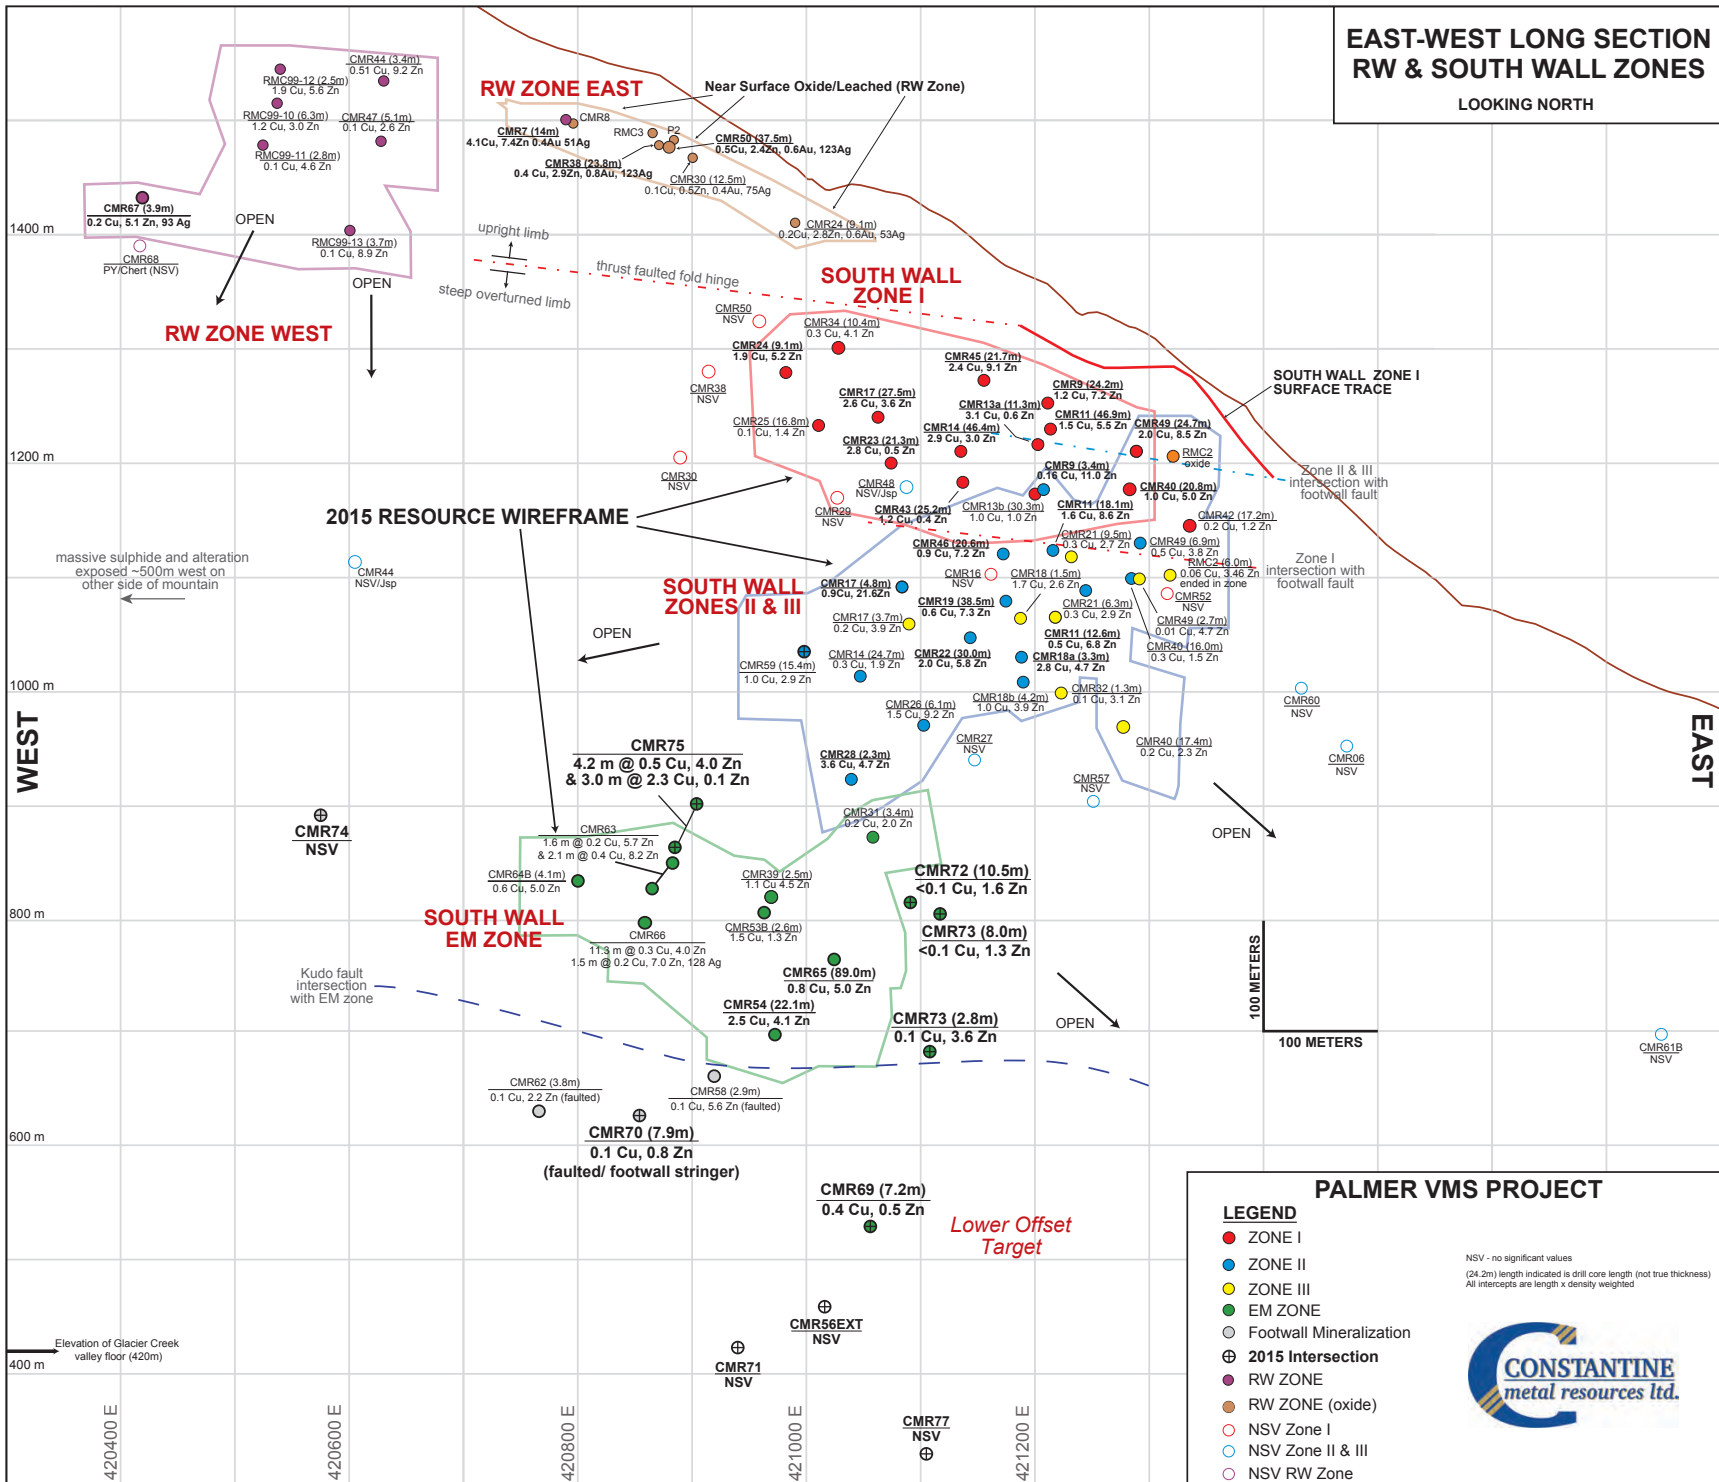 EAST-WEST LONG SECTION
RW & SOUTH WALL ZONES
LOOKING NORTH
CMR44 (3.4m)
0.51 Cu, 9.2 Zn
RMC99-12 (2.5m)
1.9 Cu, 5.6 Zn
RMC99-10 (6.3m)
1.2 Cu, 3.0 Zn
CMR47 (5.1m)
0.1 Cu, 2.6 Zn
RMC99-11 (2.8m)
0.1 Cu, 4.6 Zn
CMR67 (3.9m)
0.2 Cu, 5.1 Zn, 93 Ag
OPEN
CMR68
PY/Chert (NSV)
RMC99-13 (3.7m)
0.1 Cu, 8.9 Zn
OPEN
RW ZONE WEST
RW ZONE EAST
Near Surface Oxide/Leached (RW Zone)
CMR8
CMR7 (14m)
4.1Cu, 7.4Zn 0.4Au 51Ag
RMC3
P2
CMR50 (37.5m)
0.5Cu, 2.4Zn, 0.6Au, 123Ag
CMR38 (23.8m)
0.4 Cu, 2.9Zn, 0.8Au, 123Ag
CMR30 (12.5m)
0.1Cu, 0.5Zn, 0.4Au, 75Ag
CMR24 (9.1m)
0.2Cu, 2.8Zn, 0.6Au, 53Ag
1400 m
upright limb
thrust faulted fold hinge
steep overturned limb
SOUTH WALL
ZONE I
CMR50
NSV
CMR34 (10.4m)
0.3 Cu, 4.1 Zn
CMR24 (9.1m)
1.9 Cu, 5.2 Zn
CMR45 (21.7m)
2.4 Cu, 9.1 Zn
CMR38
NSV
CMR17 (27.5m)
2.6 Cu, 3.6 Zn
CMR9 (24.2m)
1.2 Cu, 7.2 Zn
CMR13a (11.3m)
3.1 Cu, 0.6 Zn
SOUTH WALL ZONE I
SURFACE TRACE
CMR25 (16.8m)
0.1 Cu, 1.4 Zn
CMR11 (46.9m)
1.5 Cu, 5.5 Zn
CMR14 (46.4m)
2.9 Cu, 3.0 Zn
CMR49 (24.7m)
2.0 Cu, 8.5 Zn
CMR23 (21.3m)
2.8 Cu, 0.5 Zn
RMC2
oxide
1200 m
CMR30
NSV
CMR9 (3.4m)
0.16 Cu, 11.0 Zn
Zone II & III
intersection with
footwall fault
CMR48
NSV/Jsp
CMR29
NSV
CMR43 (25.2m)
1.2 Cu, 0.4 Zn
CMR13b (30.3m)
1.0 Cu, 1.0 Zn
CMR11 (18.1m)
1.6 Cu, 8.6 Zn
CMR40 (20.8m)
1.0 Cu, 5.0 Zn
CMR42 (17.2m)
0.2 Cu, 1.2 Zn
2015 RESOURCE WIREFRAME
massive sulphide and alteration
exposed ~500m west on
other side of mountain
CMR44
NSV/Jsp
CMR46 (20.6m)
0.9 Cu, 7.2 Zn
CMR21 (9.5m)
0.3 Cu, 2.7 Zn
CMR49 (6.9m)
0.5 Cu, 3.8 Zn
RMC2 (6.0m)
0.06 Cu, 3.46 Zn
ended in zone
Zone I
intersection with
footwall fault
SOUTH WALL
ZONES II & III
CMR17 (4.8m)
0.9Cu, 21.6Zn
CMR16
NSV
CMR18 (1.5m)
1.7 Cu, 2.6 Zn
CMR52
NSV
CMR19 (38.5m)
0.6 Cu, 7.3 Zn
CMR21 (6.3m)
0.3 Cu, 2.9 Zn
CMR17 (3.7m)
0.2 Cu, 3.9 Zn
CMR49 (2.7m)
0.01 Cu, 4.7 Zn
OPEN
CMR11 (12.6m)
0.5 Cu, 6.8 Zn
CMR40 (16.0m)
0.3 Cu, 1.5 Zn
CMR59 (15.4m)
1.0 Cu, 2.9 Zn
CMR14 (24.7m)
0.3 Cu, 1.9 Zn
CMR22 (30.0m)
2.0 Cu, 5.8 Zn
CMR18a (3.3m)
2.8 Cu, 4.7 Zn
1000 m
CMR18b (4.2m)
1.0 Cu, 3.9 Zn
CMR32 (1.3m)
0.1 Cu, 3.1 Zn
CMR60
NSV
CMR26 (6.1m)
1.5 Cu, 9.2 Zn
WEST
EAST
CMR27
NSV
CMR40 (17.4m)
0.2 Cu, 2.3 Zn
CMR06
NSV
CMR75
4.2 m @ 0.5 Cu, 4.0 Zn
& 3.0 m @ 2.3 Cu, 0.1 Zn
CMR28 (2.3m)
3.6 Cu, 4.7 Zn
CMR57
NSV
CMR74
NSV
CMR63
1.6 m @ 0.2 Cu, 5.7 Zn
& 2.1 m @ 0.4 Cu, 8.2 Zn
CMR31 (3.4m)
0.2 Cu, 2.0 Zn
OPEN
CMR64B (4.1m)
0.6 Cu, 5.0 Zn
CMR39 (2.5m)
1.1 Cu 4.5 Zn
CMR72 (10.5m)
<0.1 Cu, 1.6 Zn
800 m
SOUTH WALL
EM ZONE
CMR66
11.3 m @ 0.3 Cu, 4.0 Zn
1.5 m @ 0.2 Cu, 7.0 Zn, 128 Ag
CMR53B (2.6m)
1.5 Cu, 1.3 Zn
CMR73 (8.0m)
<0.1 Cu, 1.3 Zn
Kudo fault
intersection
with EM zone
CMR65 (89.0m)
0.8 Cu, 5.0 Zn
CMR54 (22.1m)
2.5 Cu, 4.1 Zn
CMR73 (2.8m)
0.1 Cu, 3.6 Zn
OPEN
100 METERS
100 METERS
CMR61B
NSV
CMR62 (3.8m)
0.1 Cu, 2.2 Zn (faulted)
CMR58 (2.9m)
0.1 Cu, 5.6 Zn (faulted)
600 m
CMR70 (7.9m)
0.1 Cu, 0.8 Zn
(faulted/ footwall stringer)
CMR69 (7.2m)
0.4 Cu, 0.5 Zn
Lower Offset
Target
CMR56EXT
NSV
Elevation of Glacier Creek
valley floor (420m)
400 m
CMR71
NSV
CMR77
NSV
420400 E
420600 E
420800 E
421000 E
421200 E
PALMER VMS PROJECT
LEGEND
ZONE I
ZONE II
ZONE III
EM ZONE
Footwall Mineralization
2015 Intersection
RW ZONE
RW ZONE (oxide)
NSV Zone I
NSV Zone II & III
NSV RW Zone
NSV - no significant values
(24.2m) length indicated is drill core length (not true thickness)
All intercepts are length x density weighted
CONSTANTINE
metal resources ltd.